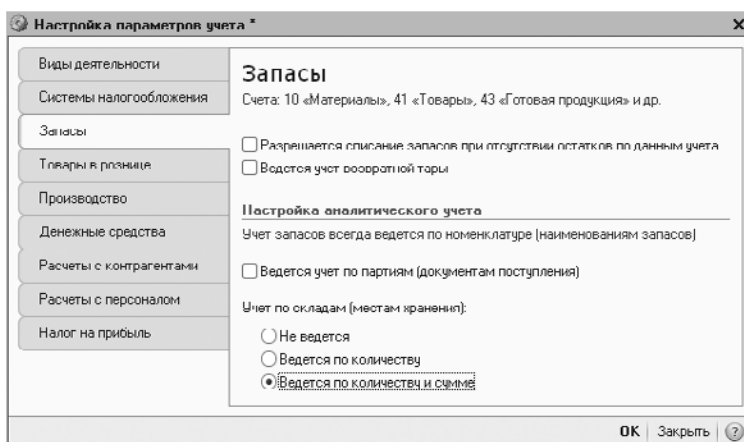 Настройка параметров учета *
Виды деятельности
Системы налогообложения
Запасы
Товары в рознице
Производство
Денежные средства
Расчеты с контрагентами
Расчеты с персоналом
Налог на прибыль
Запасы
Счета: 10 «Материалы», 41 «Товары», 43 «Готовая продукция» и др.
Разрешается списание запасов при отсутствии остатков по данным учета
Ведется учет возвратной тары
Настройка аналитического учета
Учет запасов всегда ведется по номенклатуре (наименованиям запасов)
Ведется учет по партиям (документам поступления)
Учет по складам (местам хранения):
Не ведется
Ведется по количеству
Ведется по количеству и сумме
OK Закрыть ?